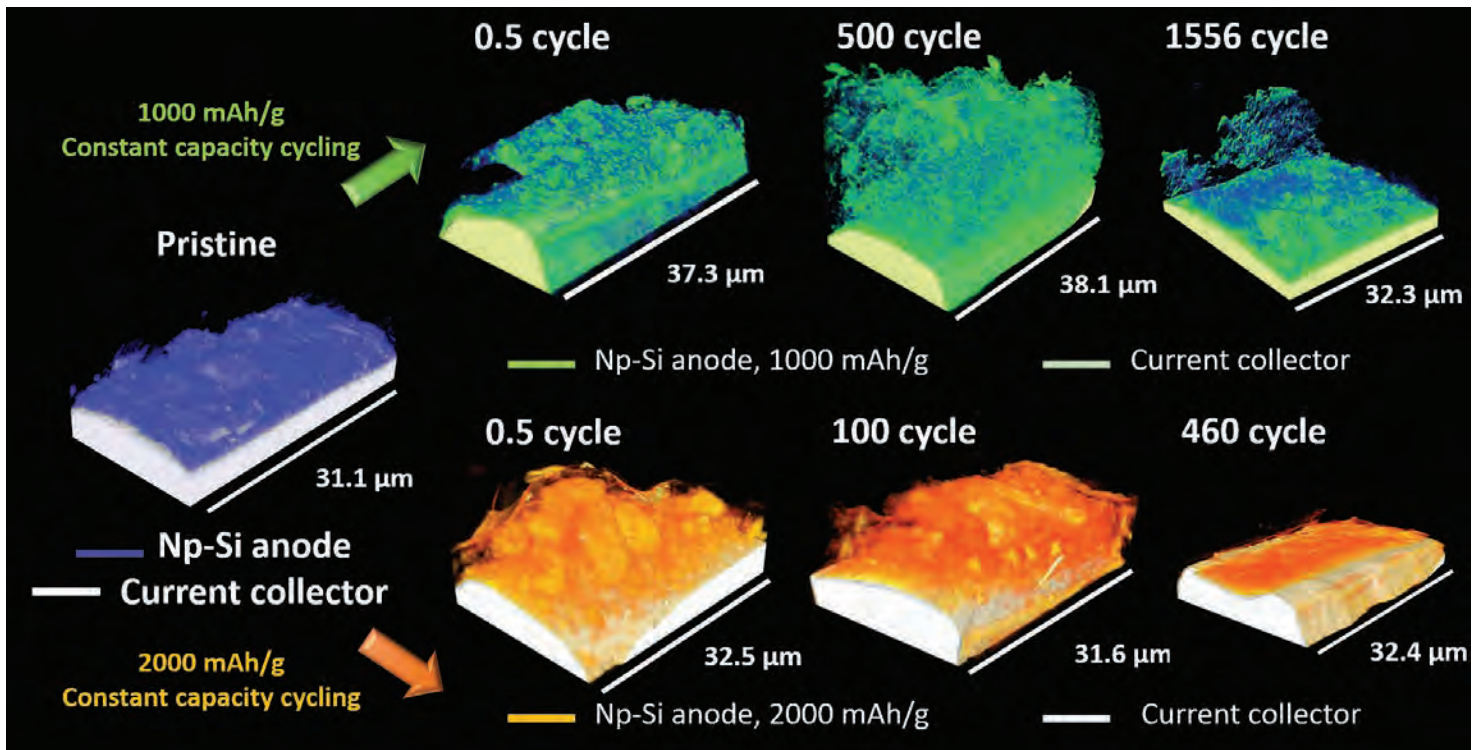 0.5 cycle
500 cycle
1556 cycle
1000 mAh/g
Constant capacity cycling
37.3 μm
38.1 μm
32.3 μm
Pristine
Np-Si anode, 1000 mAh/g
Current collector
0.5 cycle
100 cycle
460 cycle
31.1 μm
Np-Si anode
Current collector
2000 mAh/g
Constant capacity cycling
32.5 μm
31.6 μm
32.4 μm
Np-Si anode, 2000 mAh/g
Current collector